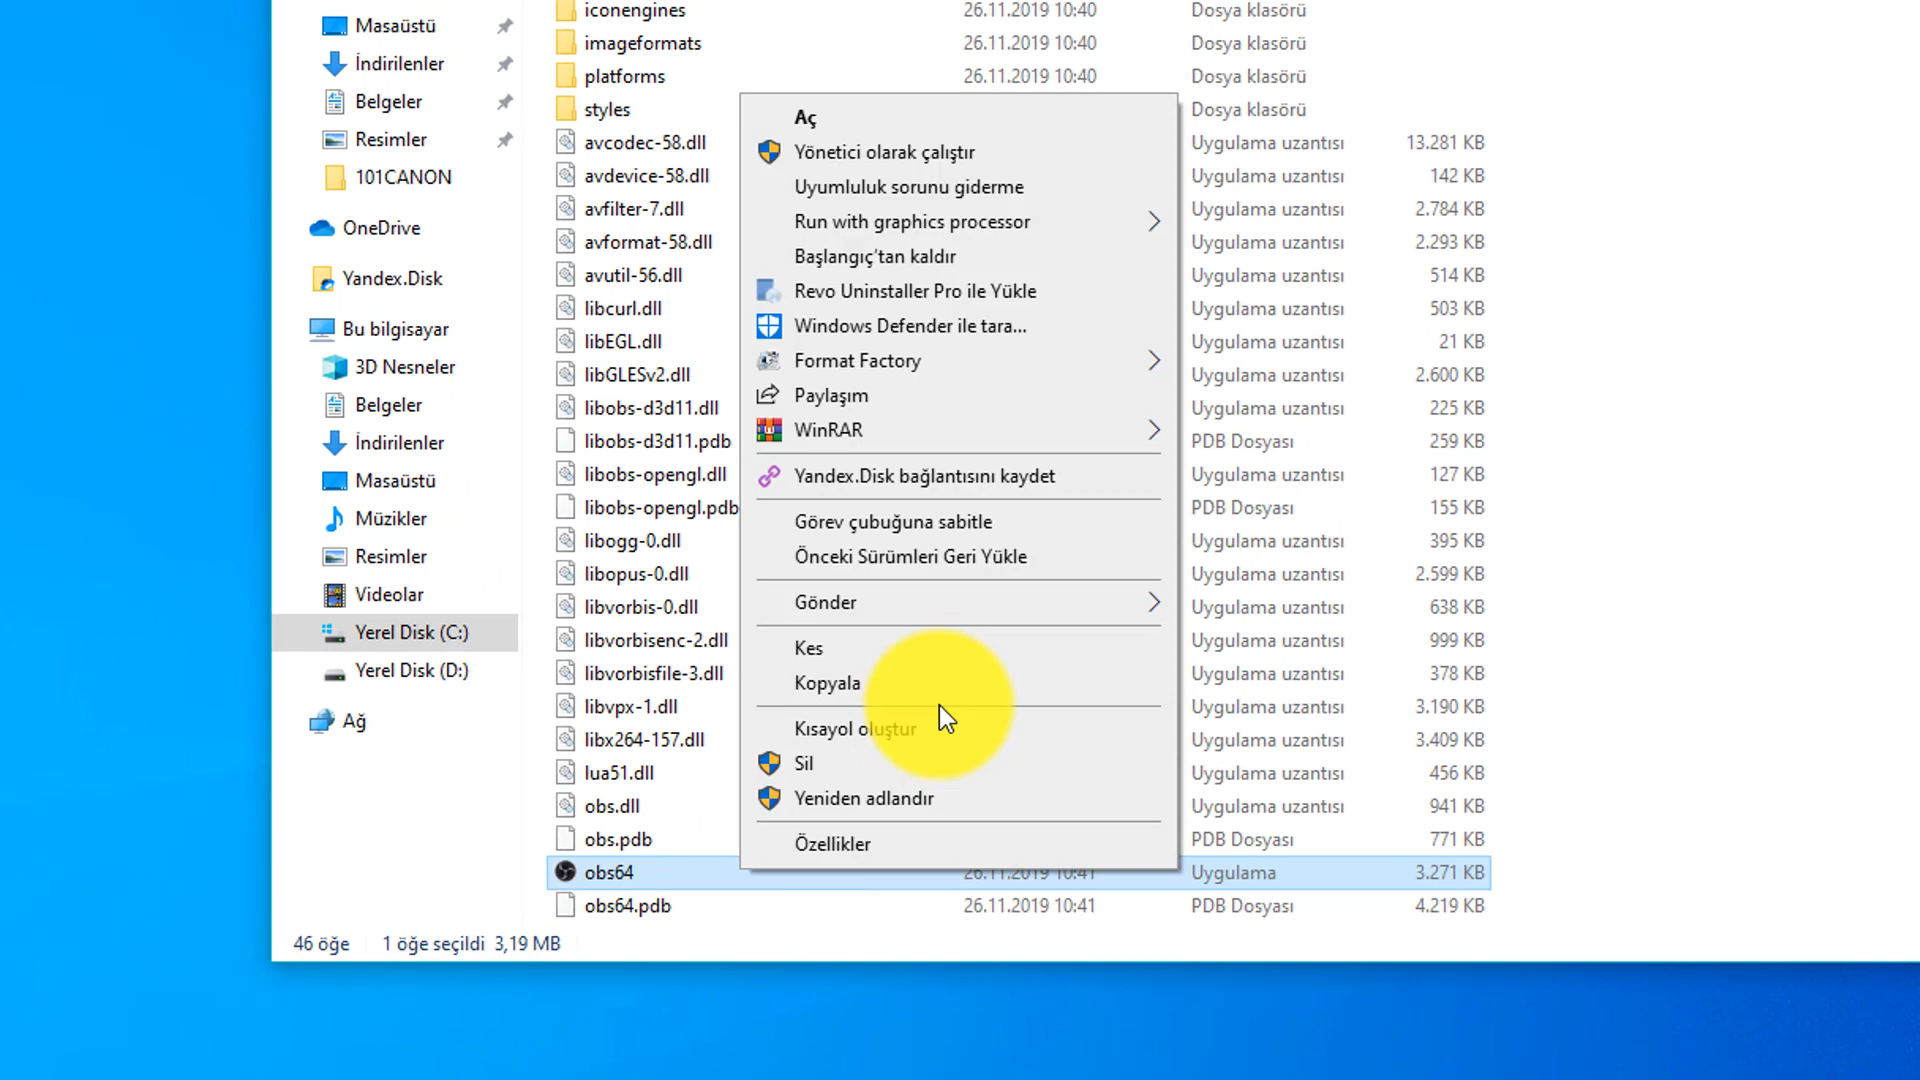 Masaüstü
İndirilenler
Belgeler
Resimler
101CANON
OneDrive
Yandex.Disk
Bu bilgisayar
3D Nesneler
Belgeler
İndirilenler
Masaüstü
Müzikler
Resimler
Videolar
Yerel Disk (C:)
Yerel Disk (D:)
Ağ
iconengines 26.11.2019 10:40 Dosya klasörü
imageformats 26.11.2019 10:40 Dosya klasörü
platforms 26.11.2019 10:40 Dosya klasörü
styles Dosya klasörü
avcodec-58.dll Uygulama uzantısı 13.281 KB
avdevice-58.dll Uygulama uzantısı 142 KB
avfilter-7.dll Uygulama uzantısı 2.784 KB
avformat-58.dll Uygulama uzantısı 2.293 KB
avutil-56.dll Uygulama uzantısı 514 KB
libcurl.dll Uygulama uzantısı 503 KB
libEGL.dll Uygulama uzantısı 21 KB
libGLESv2.dll Uygulama uzantısı 2.600 KB
libobs-d3d11.dll Uygulama uzantısı 225 KB
libobs-d3d11.pdb PDB Dosyası 259 KB
libobs-opengl.dll Uygulama uzantısı 127 KB
libobs-opengl.pdb PDB Dosyası 155 KB
libogg-0.dll Uygulama uzantısı 395 KB
libopus-0.dll Uygulama uzantısı 2.599 KB
libvorbis-0.dll Uygulama uzantısı 638 KB
libvorbisenc-2.dll Uygulama uzantısı 999 KB
libvorbisfile-3.dll Uygulama uzantısı 378 KB
libvpx-1.dll Uygulama uzantısı 3.190 KB
libx264-157.dll Uygulama uzantısı 3.409 KB
lua51.dll Uygulama uzantısı 456 KB
obs.dll Uygulama uzantısı 941 KB
obs.pdb PDB Dosyası 771 KB
obs64 26.11.2019 10:41 Uygulama 3.271 KB
obs64.pdb 26.11.2019 10:41 PDB Dosyası 4.219 KB
Aç
Yönetici olarak çalıştır
Uyumluluk sorunu giderme
Run with graphics processor
Başlangıç'tan kaldır
Revo Uninstaller Pro ile Yükle
Windows Defender ile tara...
Format Factory
Paylaşım
WinRAR
Yandex.Disk bağlantısını kaydet
Görev çubuğuna sabitle
Önceki Sürümleri Geri Yükle
Gönder
Kes
Kopyala
Kısayol oluştur
Sil
Yeniden adlandır
Özellikler
46 öğe 1 öğe seçildi 3,19 MB